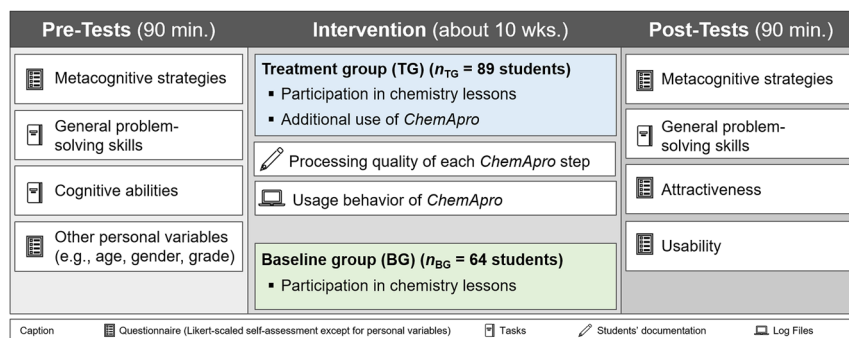 Pre-Tests (90 min.)
Intervention (about 10 wks.)
Post-Tests (90 min.)
Metacognitive strategies
General problem-
solving skills
Cognitive abilities
Other personal variables
(e.g., age, gender, grade)
Treatment group (TG) (nTG = 89 students)
▪ Participation in chemistry lessons
▪ Additional use of ChemApro
Processing quality of each ChemApro step
Usage behavior of ChemApro
Baseline group (BG) (nBG = 64 students)
▪ Participation in chemistry lessons
Metacognitive strategies
General problem-
solving skills
Attractiveness
Usability
Caption
Questionnaire (Likert-scaled self-assessment except for personal variables)
Tasks
Students' documentation
Log Files